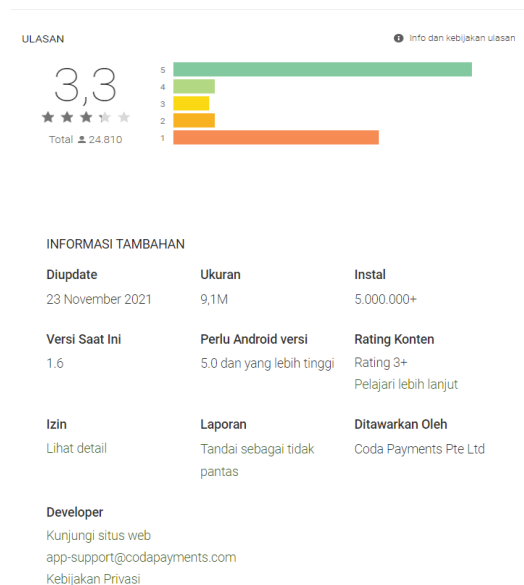 ULASAN
Info dan kebijakan ulasan
3,3
Total 24.810
5
4
3
2
1
INFORMASI TAMBAHAN
Diupdate
23 November 2021
Ukuran
9,1M
Instal
5.000.000+
Versi Saat Ini
1.6
Perlu Android versi
5.0 dan yang lebih tinggi
Rating Konten
Rating 3+
Pelajari lebih lanjut
Izin
Lihat detail
Laporan
Tandai sebagai tidak
pantas
Ditawarkan Oleh
Coda Payments Pte Ltd
Developer
Kunjungi situs web
app-support@codapayments.com
Kebijakan Privasi